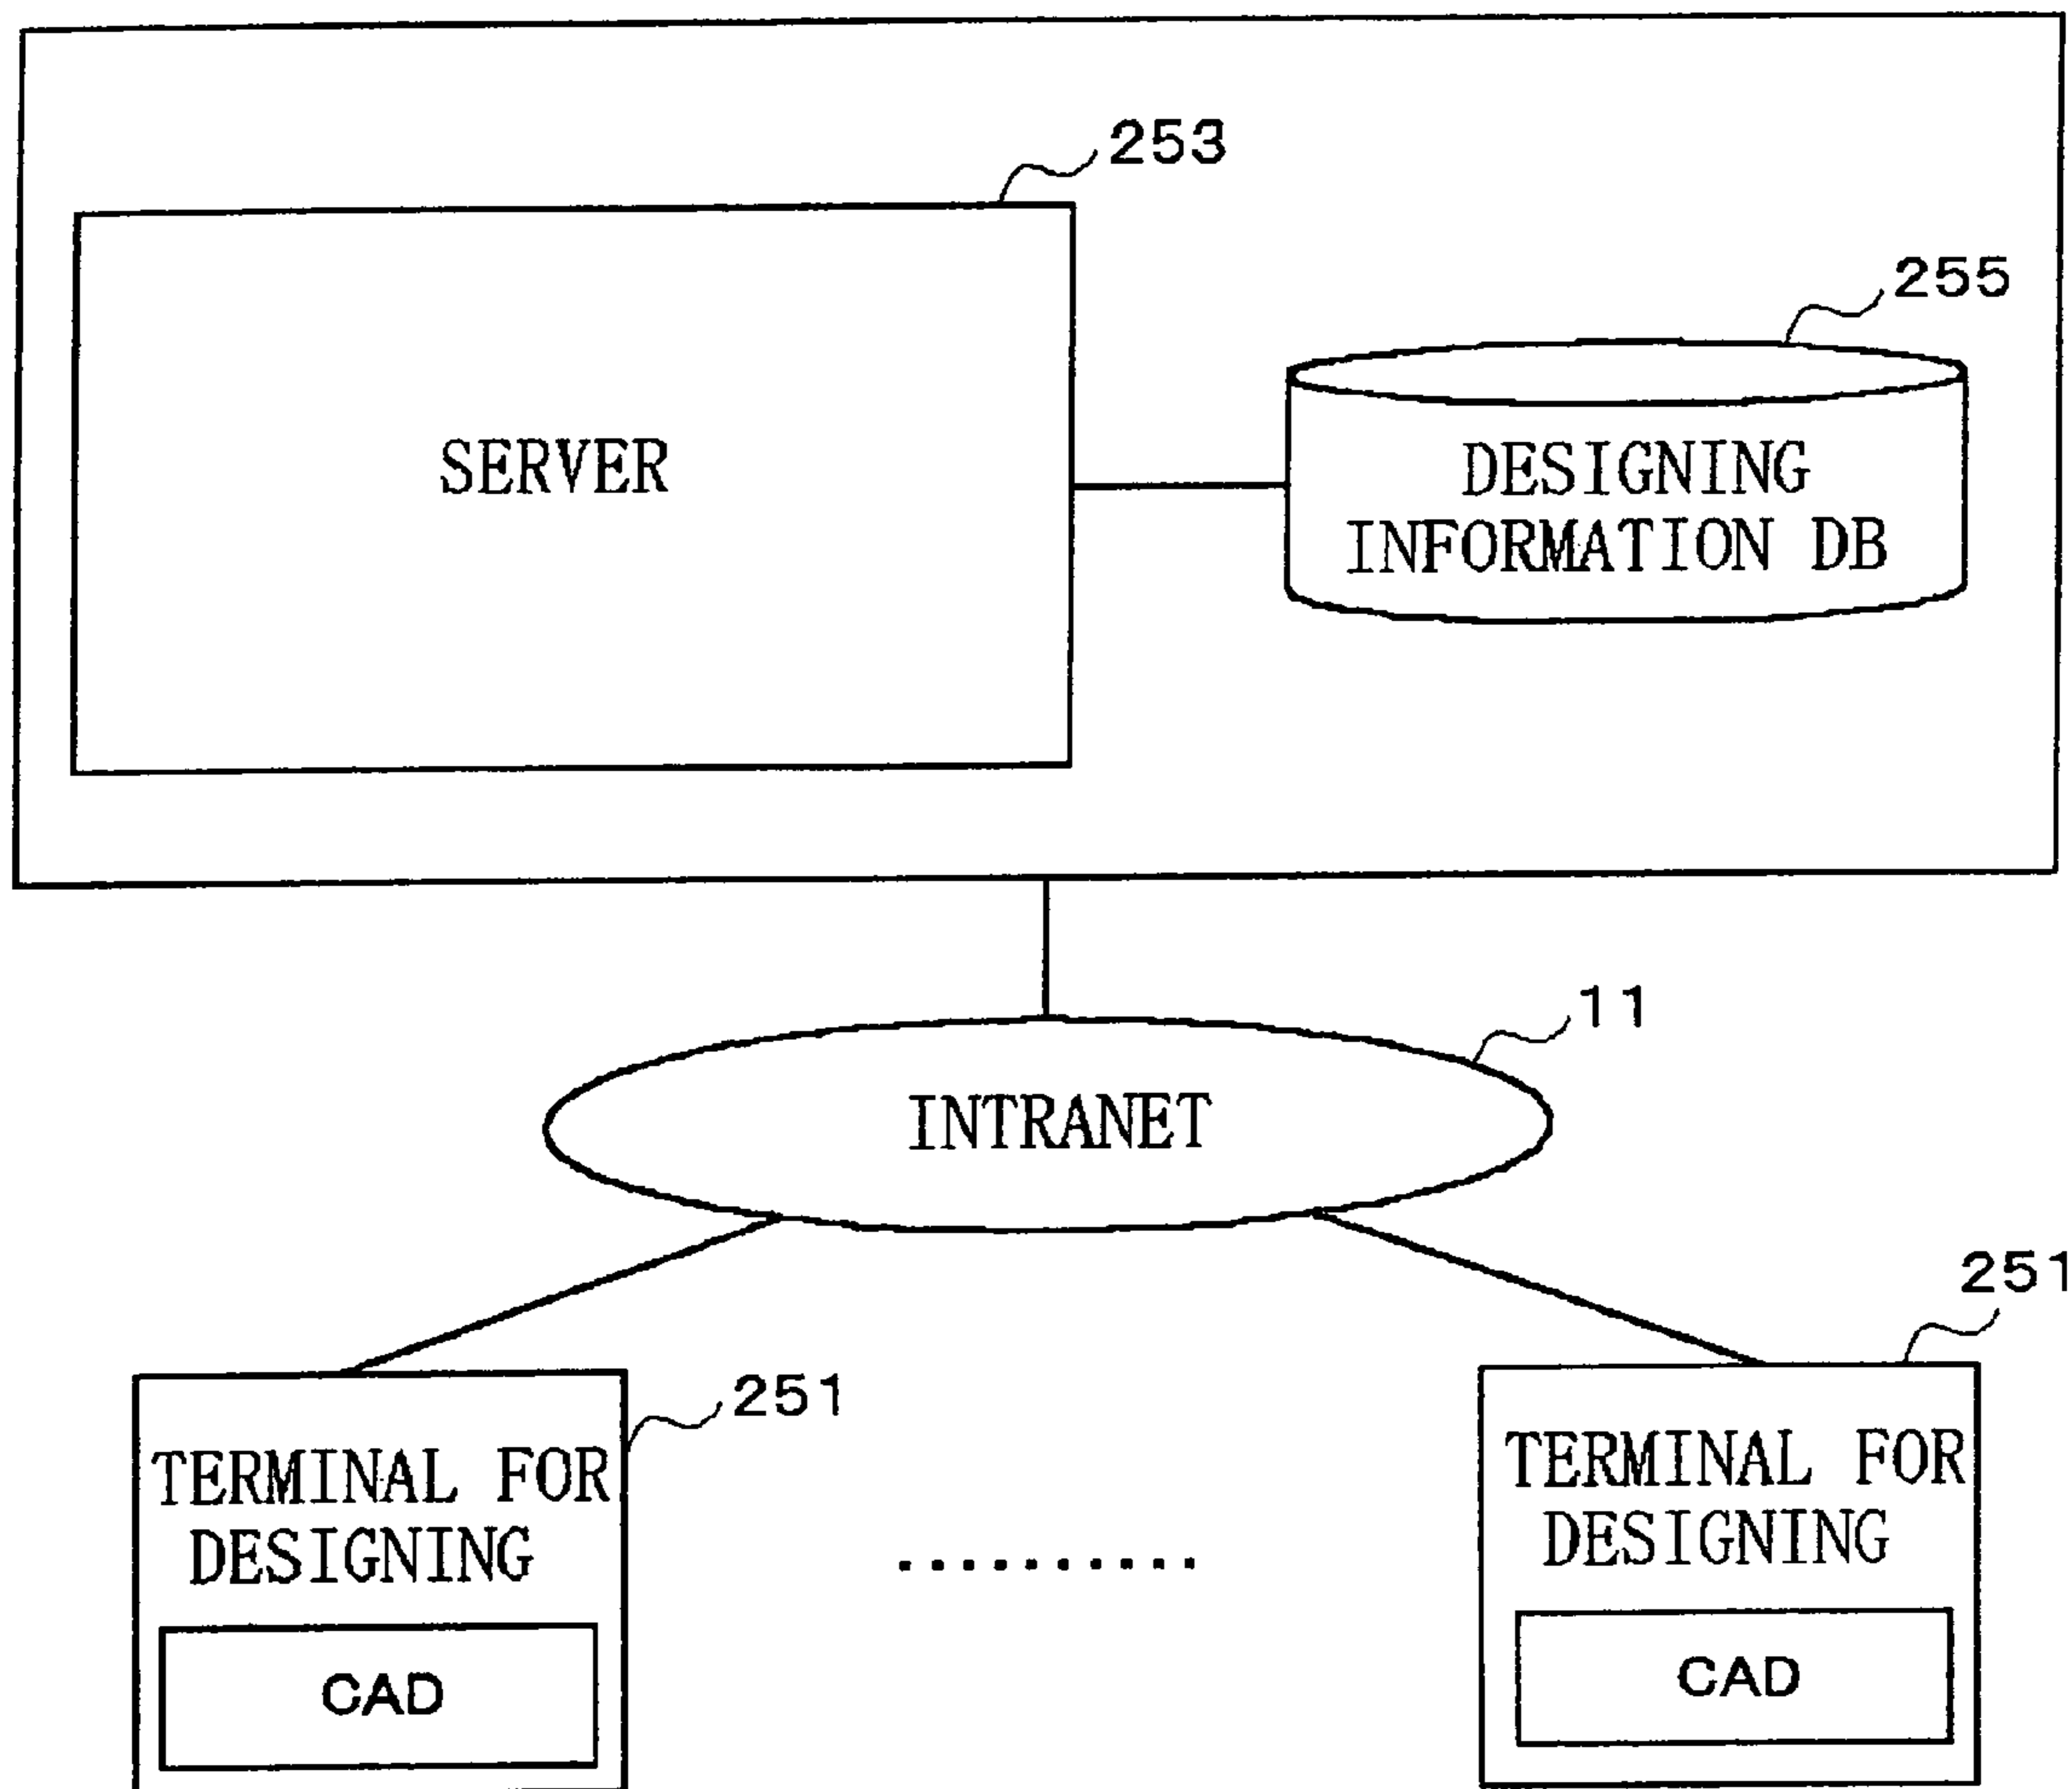 253
255
SERVER
DESIGNING
INFORMATION DB
11
INTRANET
251
251
TERMINAL FOR
DESIGNING
CAD
..........
TERMINAL FOR
DESIGNING
CAD